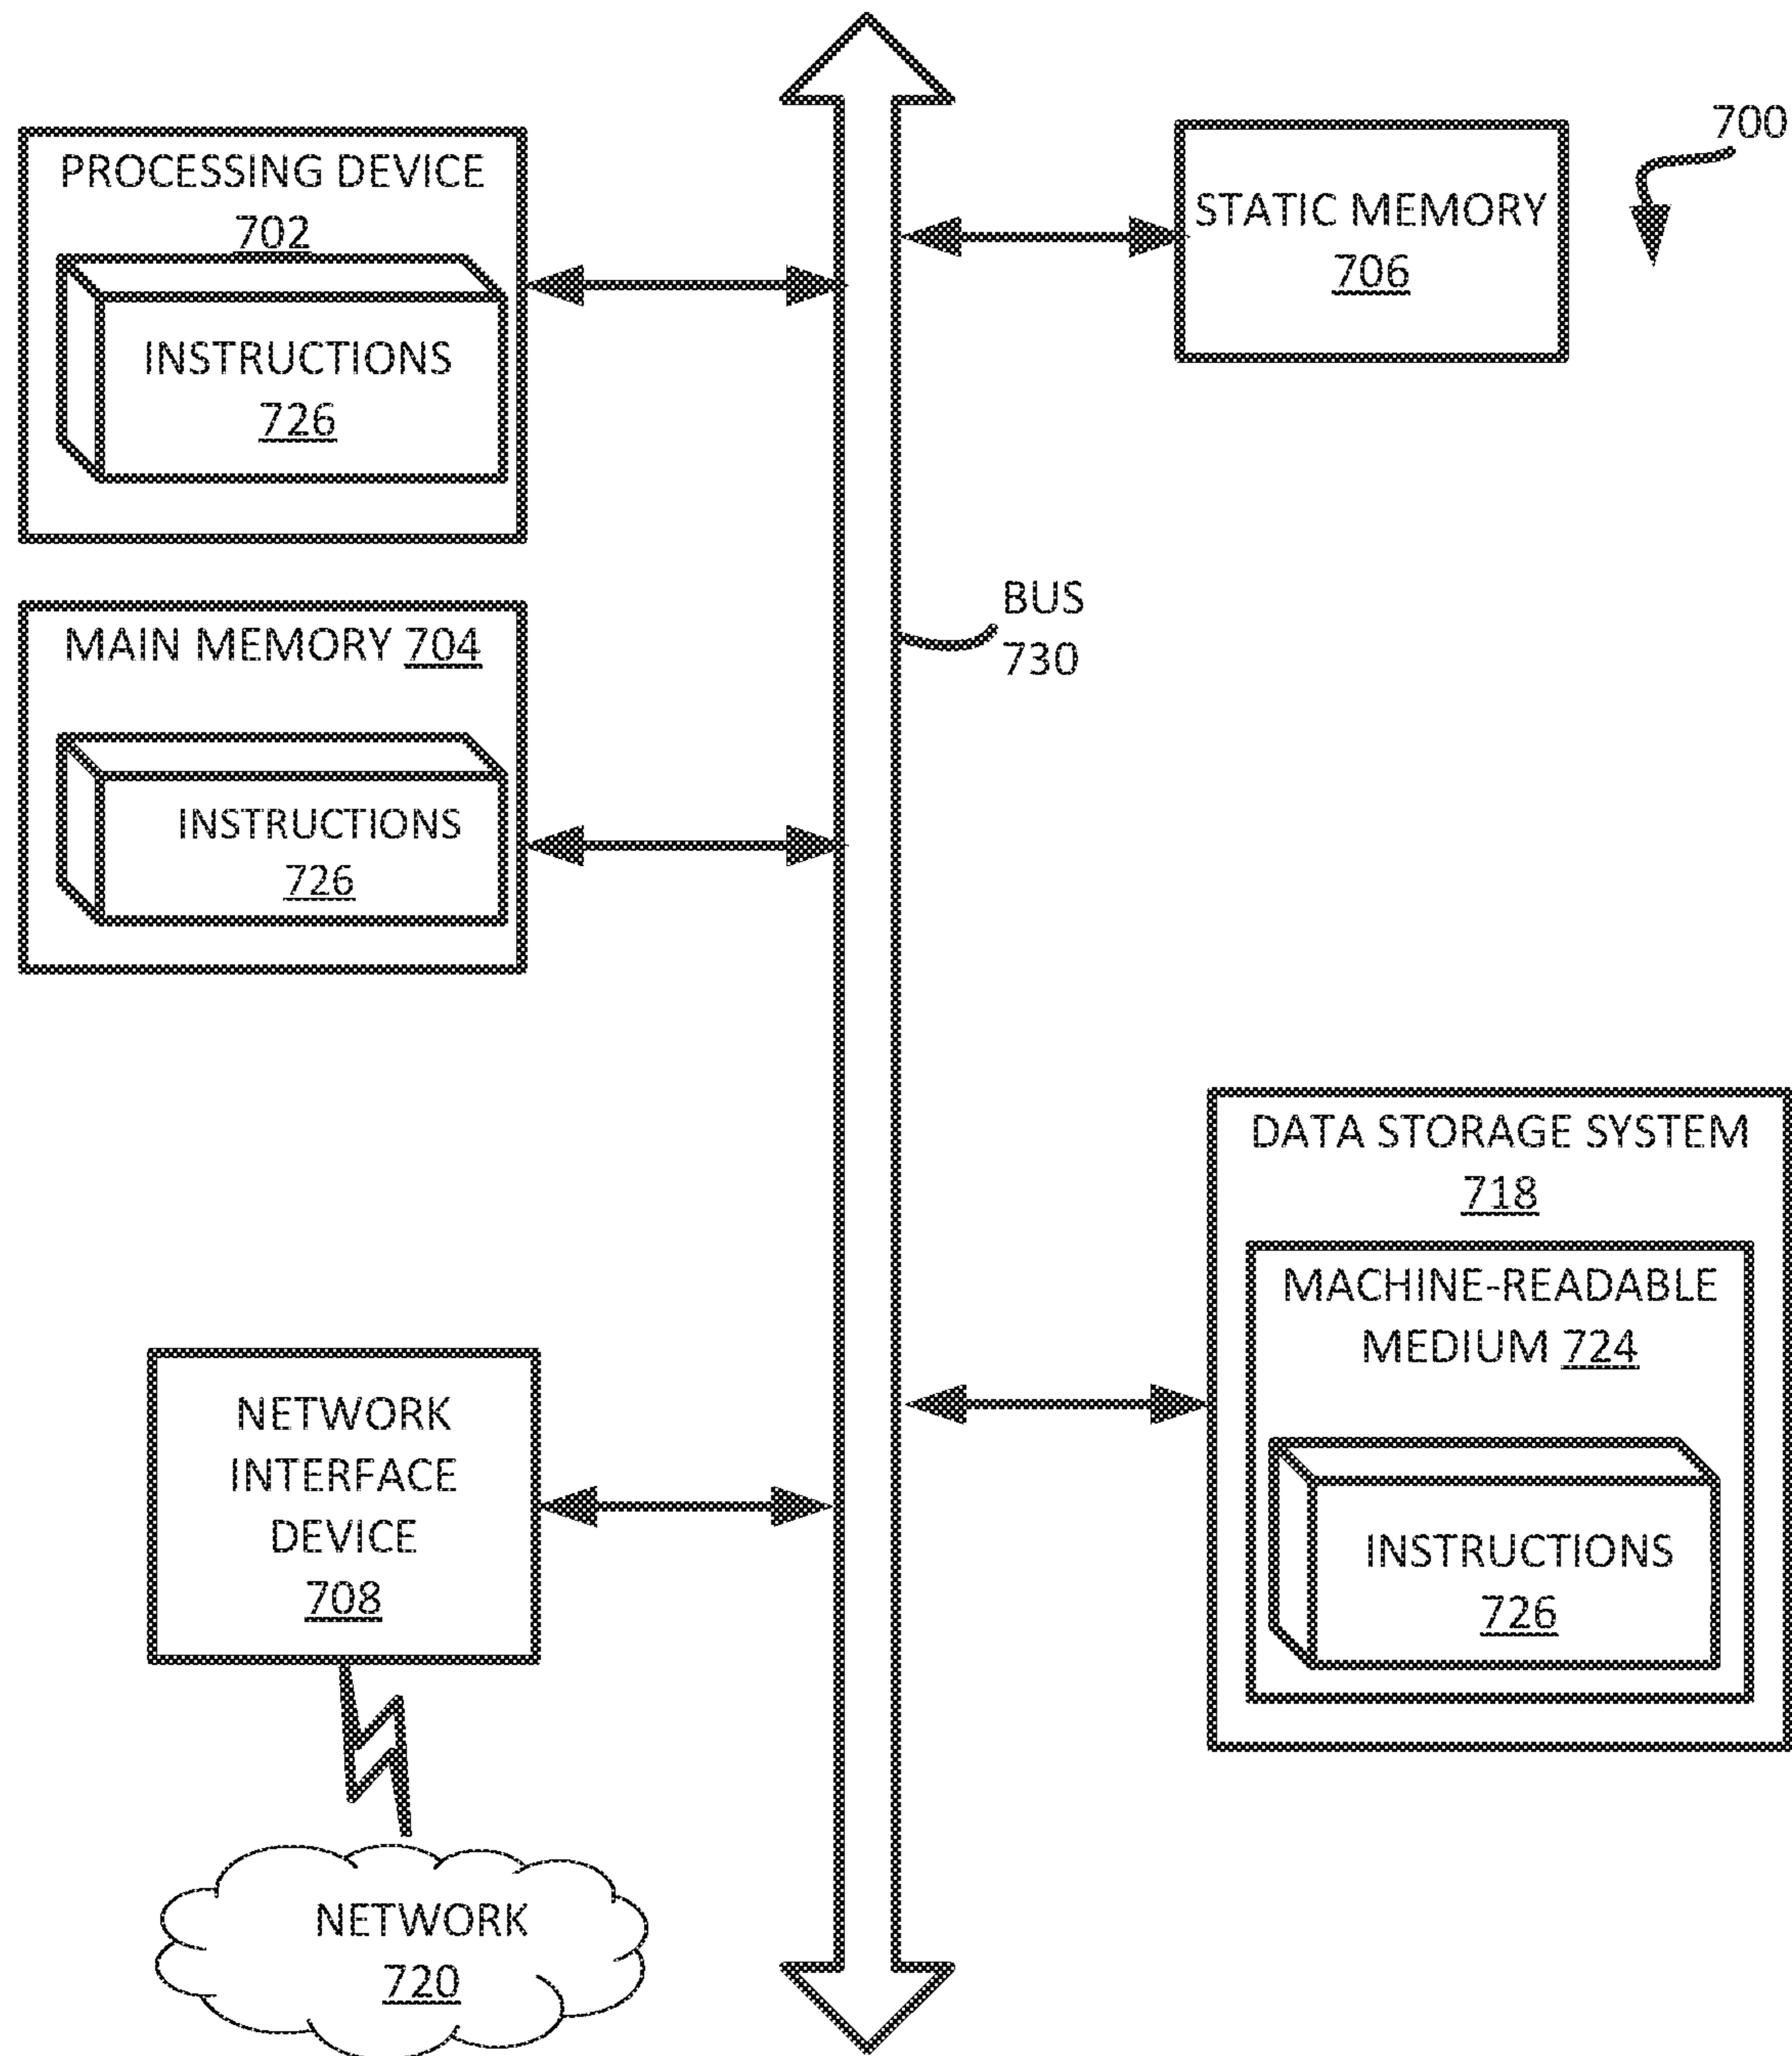 PROCESSING DEVICE
702
INSTRUCTIONS
726
MAIN MEMORY 704
INSTRUCTIONS
726
NETWORK
INTERFACE
DEVICE
708
NETWORK
720
BUS
730
STATIC MEMORY
706
700
DATA STORAGE SYSTEM
718
MACHINE-READABLE
MEDIUM 724
INSTRUCTIONS
726